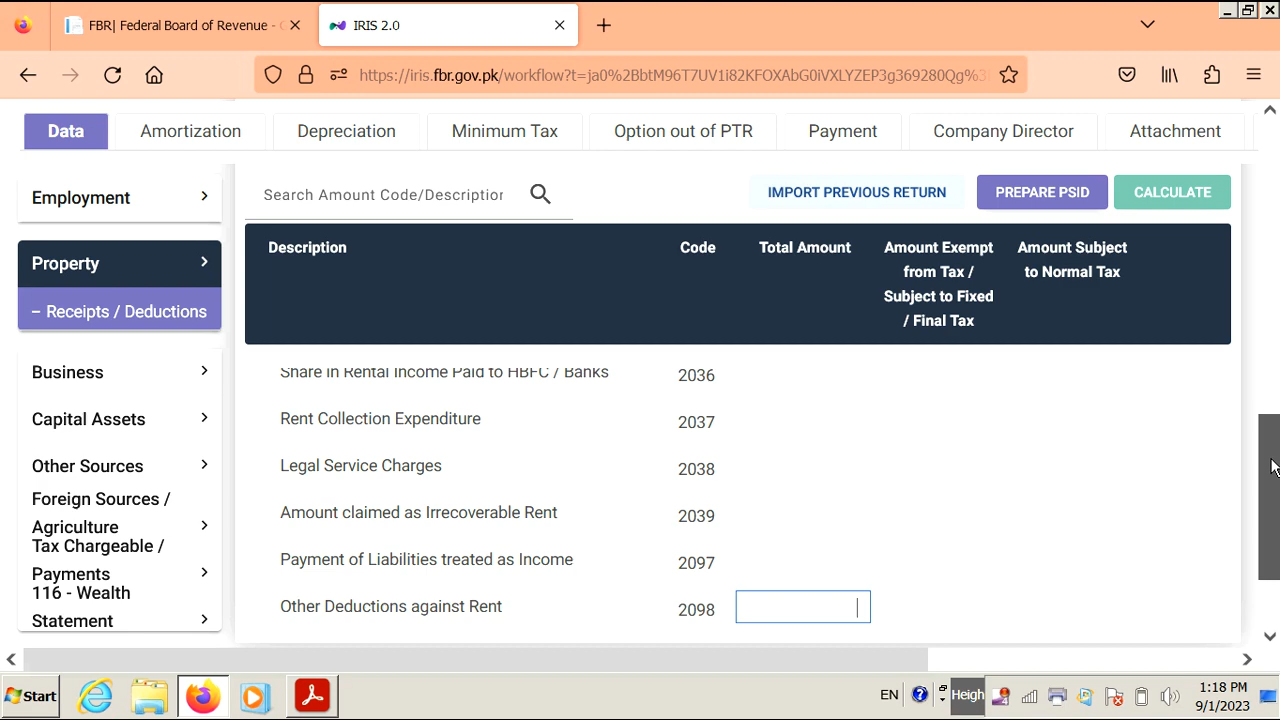 FBR| Federal Board of Revenue -
IRIS 2.0
https://iris.fbr.gov.pk/workflow?t=ja0%2BbtM96T7UV1i82KFOXAbG0iVXLYZEP3g369280Qg%3
Data Amortization Depreciation Minimum Tax Option out of PTR Payment Company Director Attachment
Employment
Property
– Receipts / Deductions
Business
Capital Assets
Other Sources
Foreign Sources /
Agriculture
Tax Chargeable /
Payments
116 - Wealth
Statement
Search Amount Code/Description IMPORT PREVIOUS RETURN PREPARE PSID CALCULATE
Description Code Total Amount Amount Exempt from Tax / Subject to Fixed / Final Tax Amount Subject to Normal Tax
Share in Rental Income Paid to HBFC / Banks 2036
Rent Collection Expenditure 2037
Legal Service Charges 2038
Amount claimed as Irrecoverable Rent 2039
Payment of Liabilities treated as Income 2097
Other Deductions against Rent 2098
Start EN Heigh 1:18 PM
9/1/2023